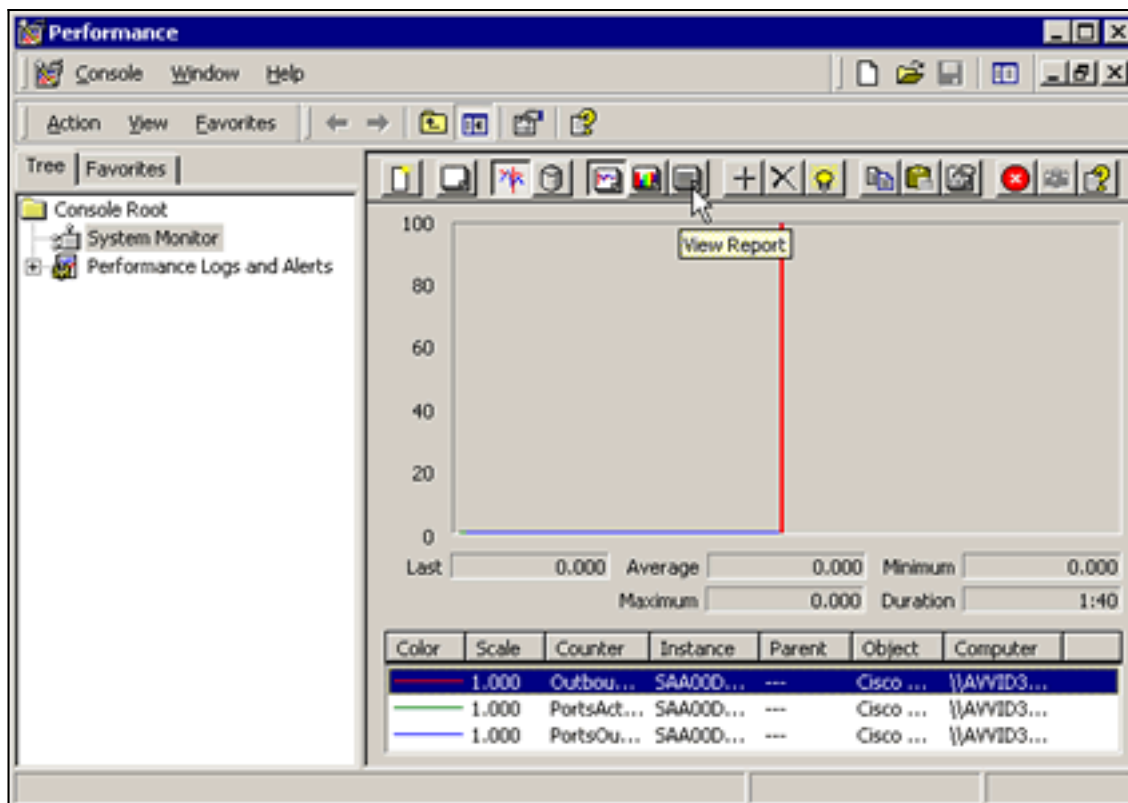 Performance
Console Window Help
Action View Favorites
Tree Favorites
Console Root
System Monitor
Performance Logs and Alerts
View Report
100
80
60
40
20
0
Last 0.000 Average 0.000 Minimum 0.000
Maximum 0.000 Duration 1:40
Color Scale Counter Instance Parent Object Computer
1.000 Outbou... SAA00D... --- Cisco ... \\AVVID3...
1.000 PortsAct... SAA00D... --- Cisco ... \\AVVID3...
1.000 PortsOu... SAA00D... --- Cisco ... \\AVVID3...